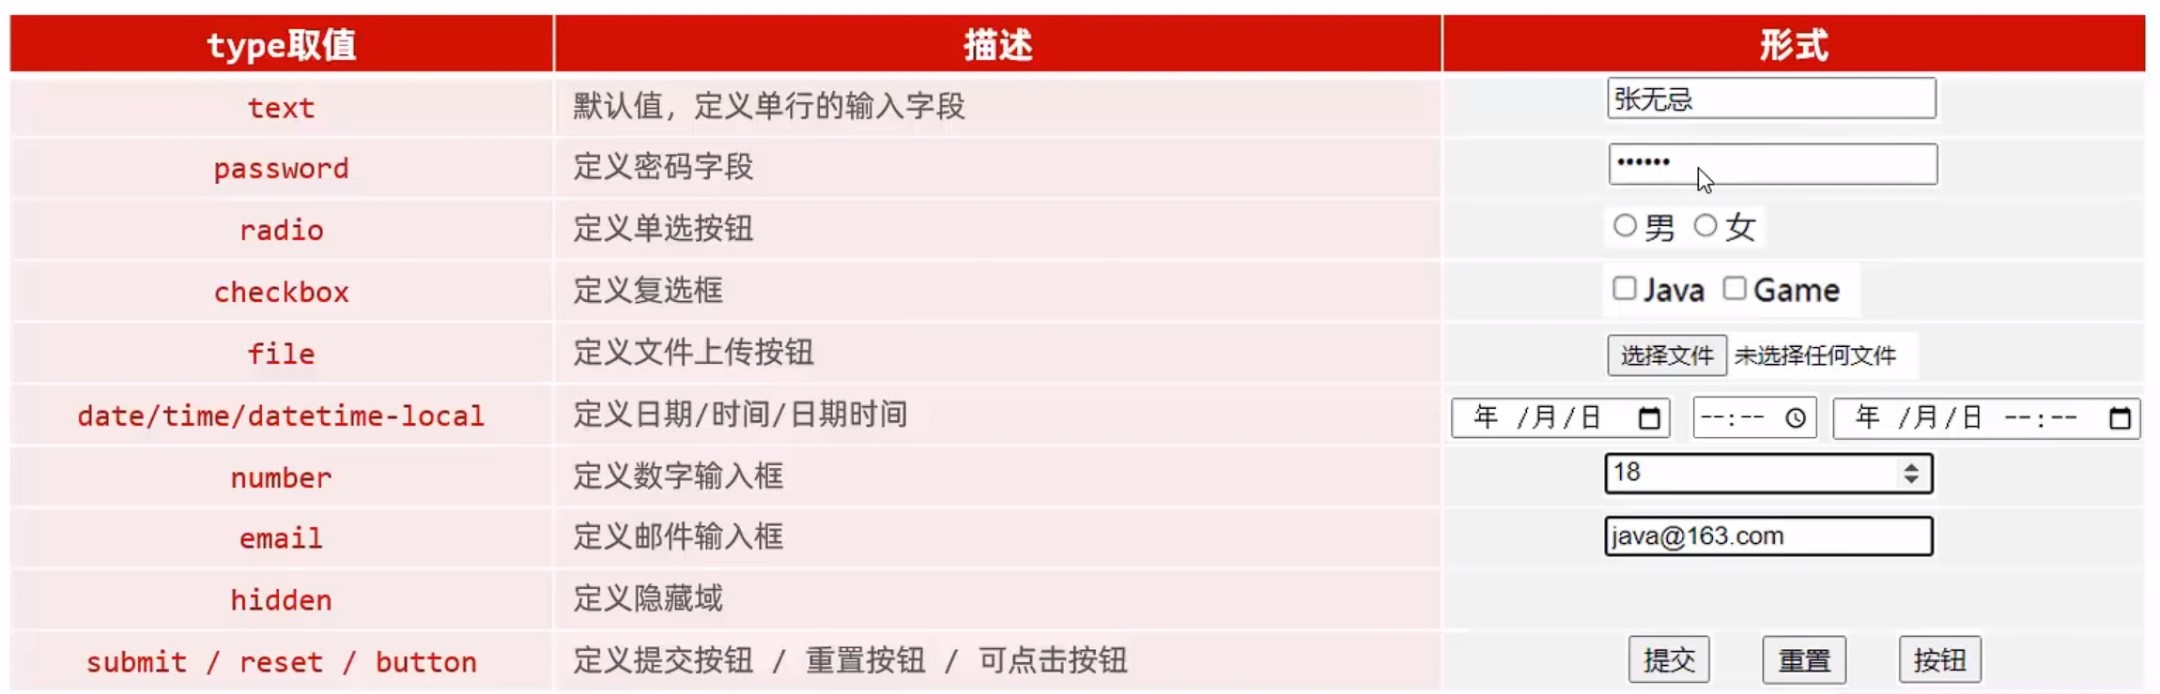 type取值 描述 形式
text 默认值，定义单行的输入字段 张无忌
password 定义密码字段 ••••••
radio 定义单选按钮 男 女
checkbox 定义复选框 Java Game
file 定义文件上传按钮 选择文件 未选择任何文件
date/time/datetime-local 定义日期/时间/日期时间 年 /月/日 --:-- 年 /月/日 --:--
number 定义数字输入框 18
email 定义邮件输入框 java@163.com
hidden 定义隐藏域
submit / reset / button 定义提交按钮 / 重置按钮 / 可点击按钮 提交 重置 按钮